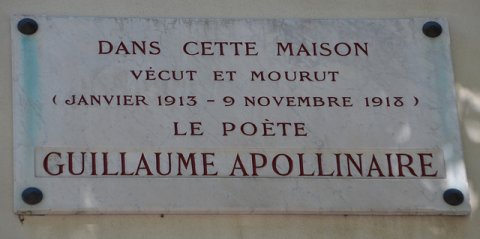 DANS CETTE MAISON
VÉCUT ET MOURUT
( JANVIER 1913 – 9 NOVEMBRE 1918 )
LE POÈTE
GUILLAUME APOLLINAIRE